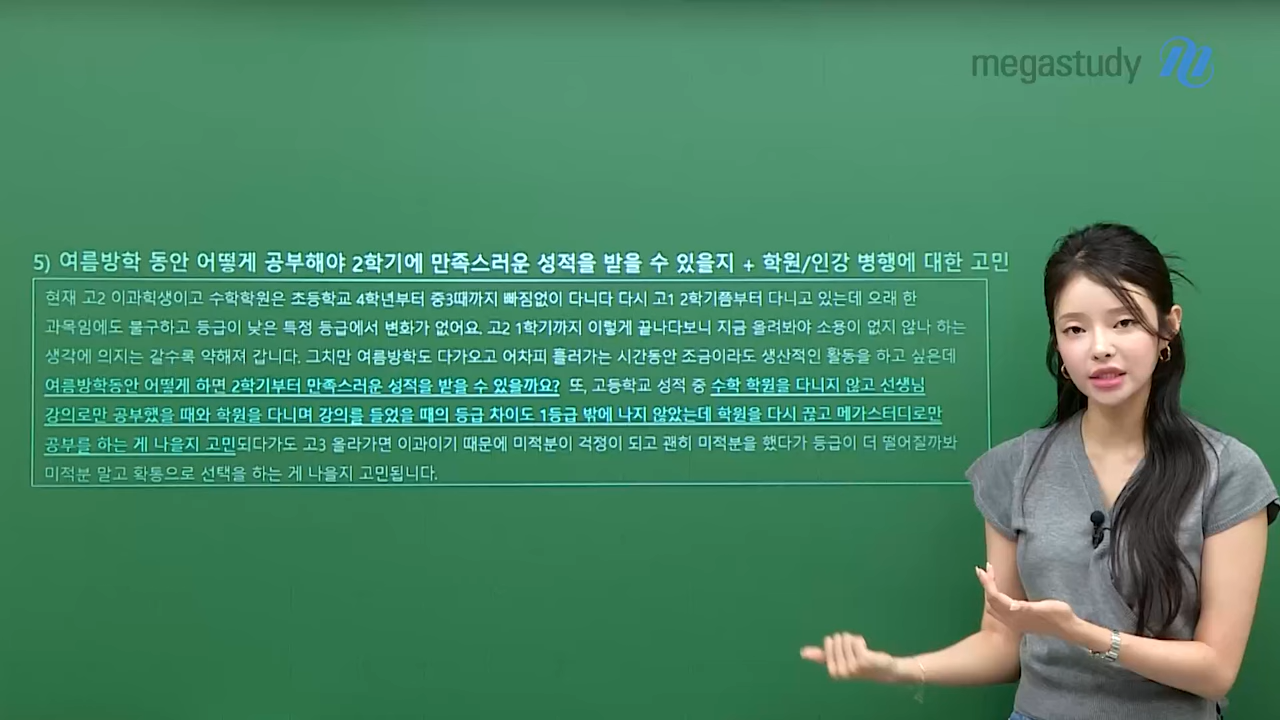 megastudy
5) 여름방학 동안 어떻게 공부해야 2학기에 만족스러운 성적을 받을 수 있을지 + 학원/인강 병행에 대한 고민
현재 고2 이과학생이고 수학학원은 초등학교 4학년부터 중3때까지 빠짐없이 다니다 다시 고1 2학기쯤부터 다니고 있는데 오래 한
과목임에도 불구하고 등급이 낮은 특정 등급에서 변화가 없어요. 고2 1학기까지 이렇게 끝나다보니 지금 올려봐야 소용이 없지 않나 하는
생각에 의지는 갈수록 약해져 갑니다. 그치만 여름방학도 다가오고 어차피 흘러가는 시간동안 조금이라도 생산적인 활동을 하고 싶은데
여름방학동안 어떻게 하면 2학기부터 만족스러운 성적을 받을 수 있을까요? 또, 고등학교 성적 중 수학 학원을 다니지 않고 선생님
강의로만 공부했을 때와 학원을 다니며 강의를 들었을 때의 등급 차이도 1등급 밖에 나지 않았는데 학원을 다시 끊고 메가스터디로만
공부를 하는 게 나을지 고민되다가도 고3 올라가면 이과이기 때문에 미적분이 걱정이 되고 괜히 미적분을 했다가 등급이 더 떨어질까봐
미적분 말고 확통으로 선택을 하는 게 나을지 고민됩니다.